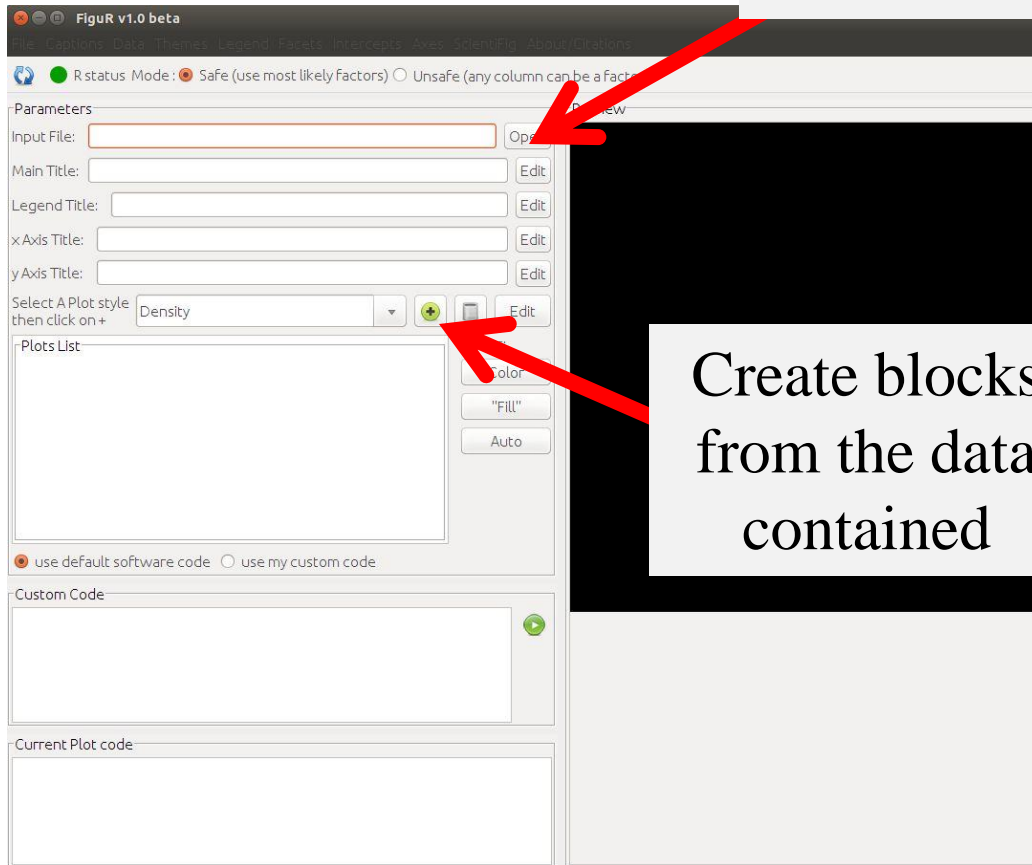 FiguR v1.0 beta
File Captions Data Themes Legend Facets Intercepts Axes ScientiFig About/Citations
R status Mode : Safe (use most likely factors) Unsafe (any column can be a
Parameters
Input File:
Main Title: Edit
Legend Title: Edit
x Axis Title: Edit
y Axis Title: Edit
Select A Plot style
then click on + Density Edit
Plots List
Color
"Fill"
Auto
use default software code use my custom code
Custom Code
Current Plot code
Create blocks
from the data
contained